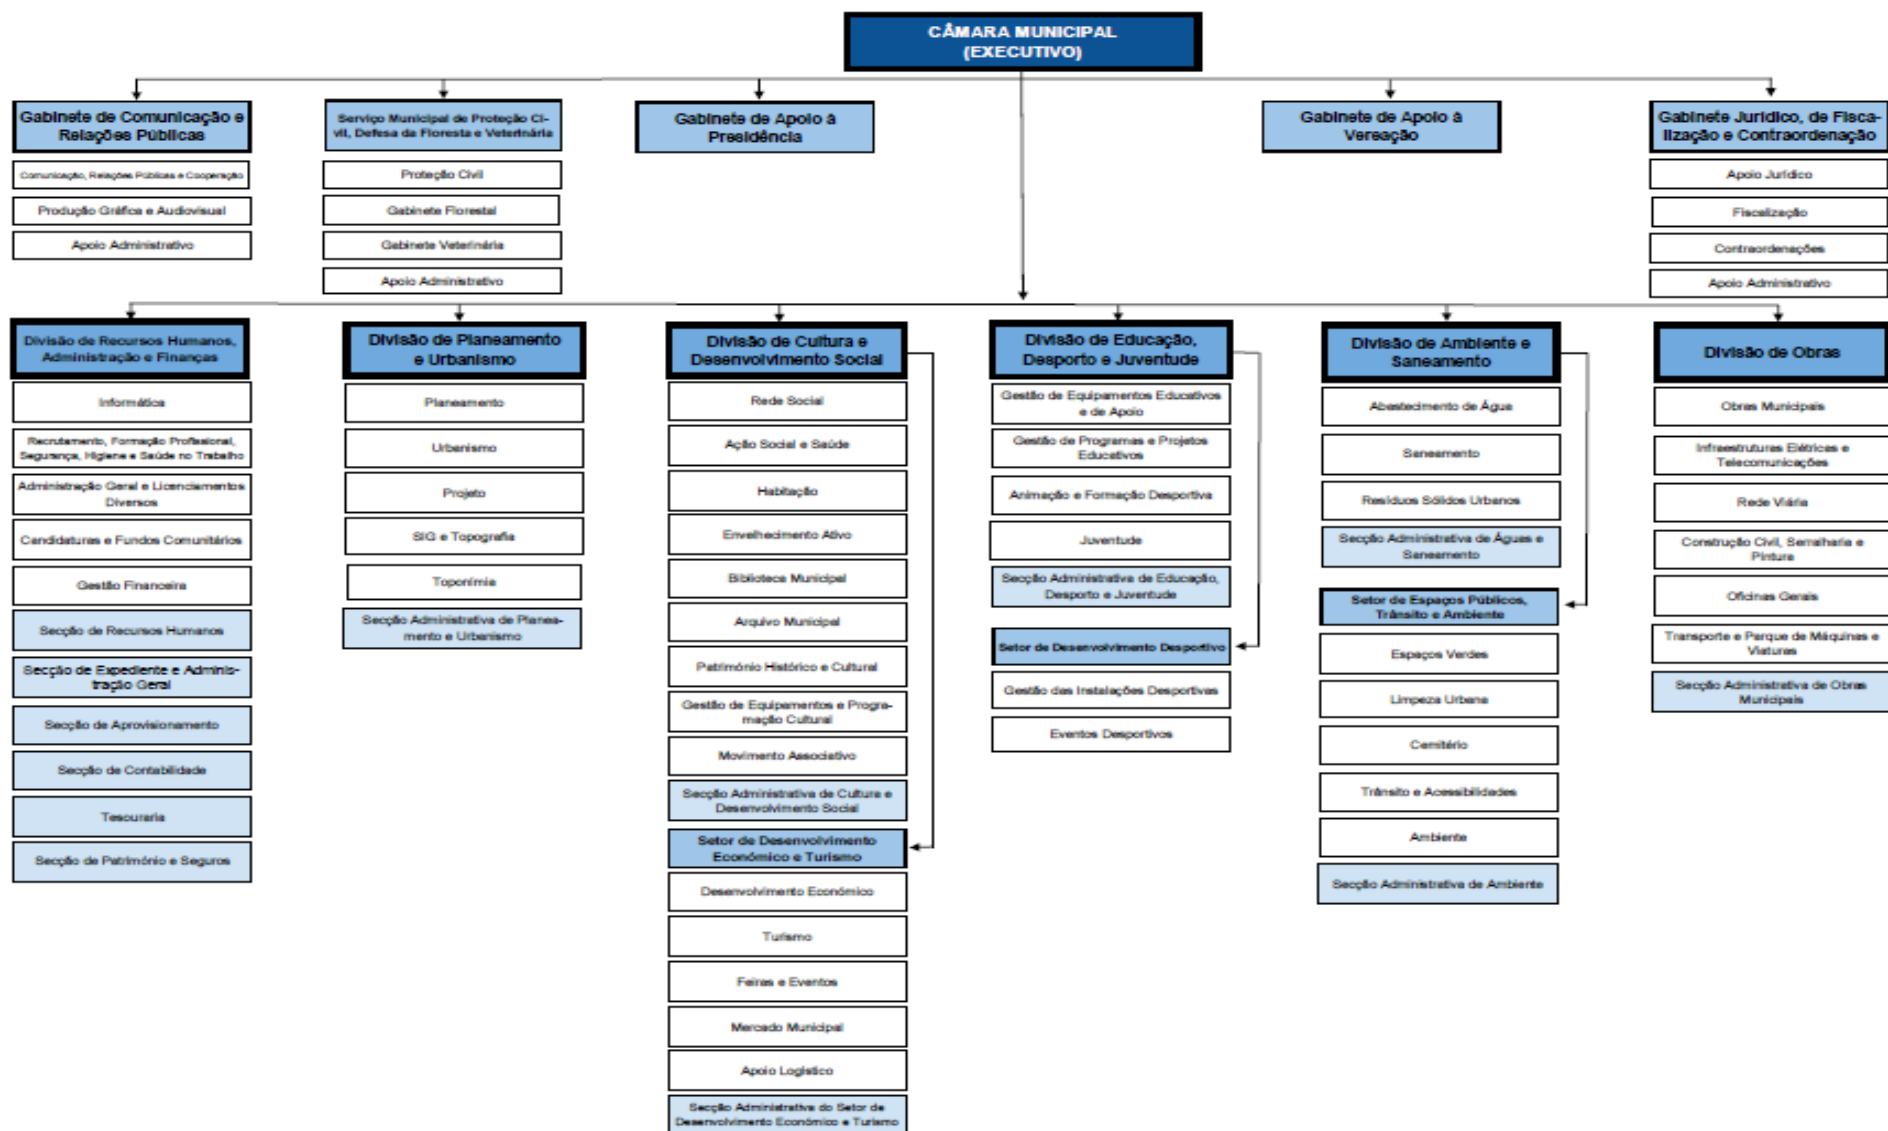 CÂMARA MUNICIPAL
(EXECUTIVO)
Gabinete de Comunicação e
Relações Públicas
Comunicação, Relações Públicas e Cooperação
Produção Gráfica e Audiovisual
Apoio Administrativo
Serviço Municipal de Proteção Ci-
vil, Defesa da Floresta e Veterinária
Proteção Civil
Gabinete Florestal
Gabinete Veterinária
Apoio Administrativo
Gabinete de Apoio à
Presidência
Gabinete de Apoio à
Vereação
Gabinete Jurídico, de Fisca-
lização e Contraordenação
Apoio Jurídico
Fiscalização
Contraordenações
Apoio Administrativo
Divisão de Recursos Humanos,
Administração e Finanças
Informática
Recrutamento, Formação Profissional,
Segurança, Higiene e Saúde no Trabalho
Administração Geral e Licenciamentos
Diversos
Candidaturas e Fundos Comunitários
Gestão Financeira
Secção de Recursos Humanos
Secção de Expediente e Adminis-
tração Geral
Secção de Aprovisionamento
Secção de Contabilidade
Tesouraria
Secção de Património e Seguros
Divisão de Planeamento
e Urbanismo
Planeamento
Urbanismo
Projeto
SIG e Topografia
Toponímia
Secção Administrativa de Planea-
mento e Urbanismo
Divisão de Cultura e
Desenvolvimento Social
Rede Social
Ação Social e Saúde
Habitação
Envelhecimento Ativo
Biblioteca Municipal
Arquivo Municipal
Património Histórico e Cultural
Gestão de Equipamentos e Progra-
mação Cultural
Movimento Associativo
Secção Administrativa de Cultura e
Desenvolvimento Social
Setor de Desenvolvimento
Económico e Turismo
Desenvolvimento Económico
Turismo
Feiras e Eventos
Mercado Municipal
Apoio Logístico
Secção Administrativa do Setor de
Desenvolvimento Económico e Turismo
Divisão de Educação,
Desporto e Juventude
Gestão de Equipamentos Educativos
e de Apoio
Gestão de Programas e Projetos
Educativos
Animação e Formação Desportiva
Juventude
Secção Administrativa de Educação,
Desporto e Juventude
Setor de Desenvolvimento Desportivo
Gestão das Instalações Desportivas
Eventos Desportivos
Divisão de Ambiente e
Saneamento
Abastecimento de Água
Saneamento
Resíduos Sólidos Urbanos
Secção Administrativa de Águas e
Saneamento
Setor de Espaços Públicos,
Trânsito e Ambiente
Espaços Verdes
Limpeza Urbana
Cemitério
Trânsito e Acessibilidades
Ambiente
Secção Administrativa de Ambiente
Divisão de Obras
Obras Municipais
Infraestruturas Elétricas e
Telecomunicações
Rede Viária
Construção Civil, Serralharia e
Pintura
Oficinas Gerais
Transporte e Parque de Máquinas e
Viaturas
Secção Administrativa de Obras
Municipais